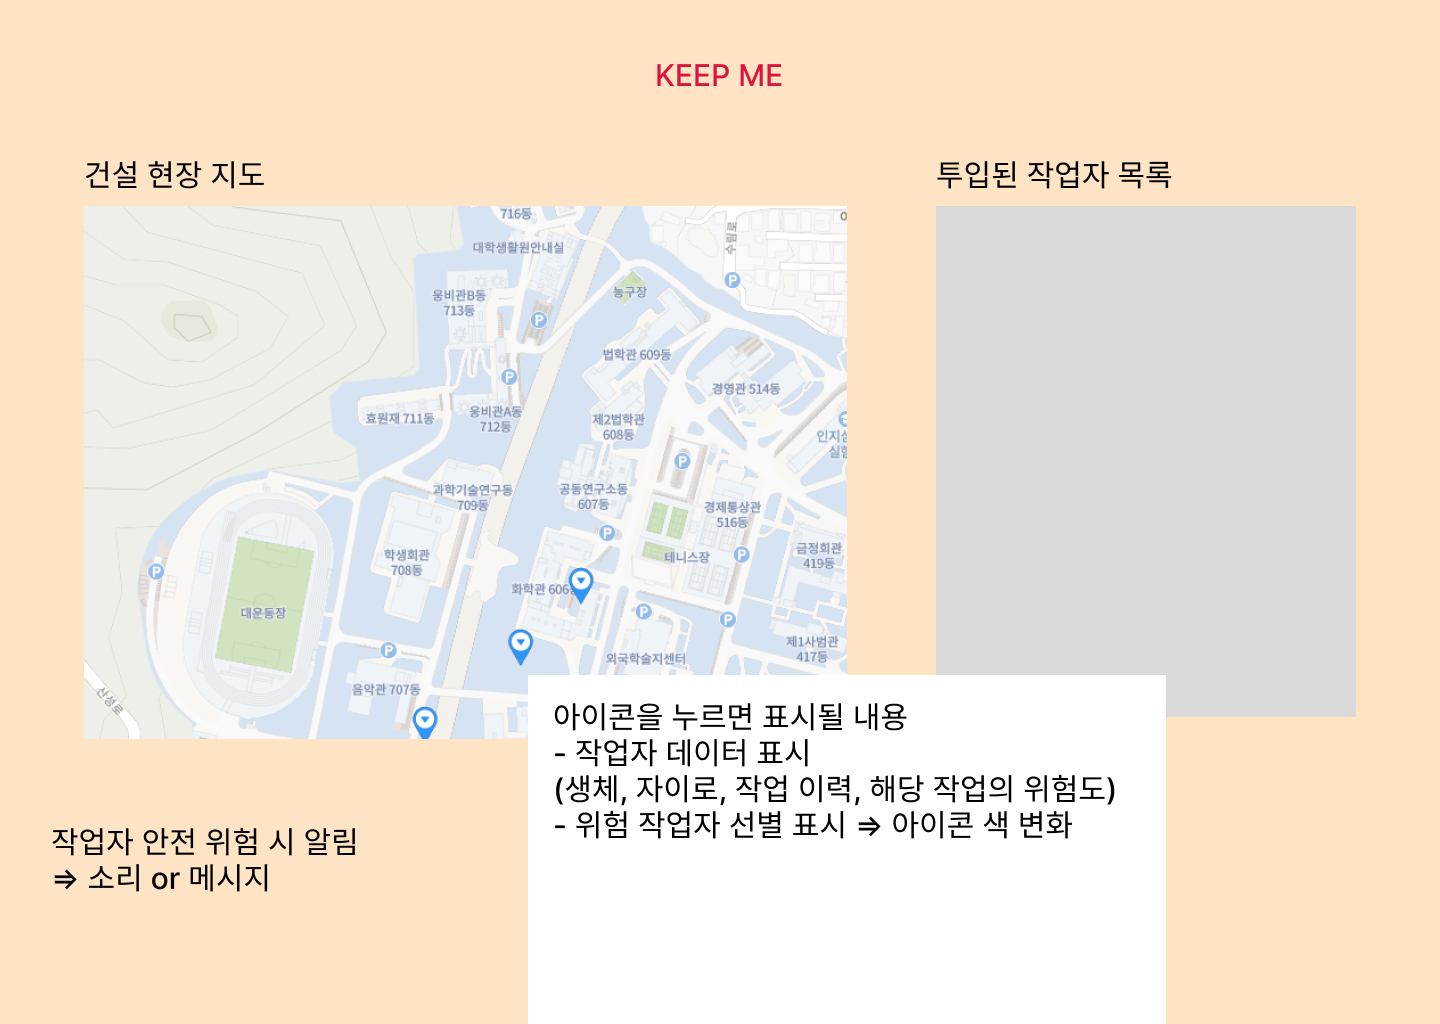 KEEP ME
건설 현장 지도
투입된 작업자 목록
716동
대학생활원안내실
수림로
웅비관B동
713동
농구장
법학관 609동
경영관 514동
효원재 711동
웅비관A동
712동
제2법학관
608동
과학기술연구동
709동
공동연구소동
607동
경제통상관
516동
학생회관
708동
테니스장
금정회관
419동
화학관 606
대운동장
제1사범관
417동
외국학술지센터
음악관 707동
산성로
아이콘을 누르면 표시될 내용
- 작업자 데이터 표시
(생체, 자이로, 작업 이력, 해당 작업의 위험도)
- 위험 작업자 선별 표시 ⇒ 아이콘 색 변화
작업자 안전 위험 시 알림
⇒ 소리 or 메시지